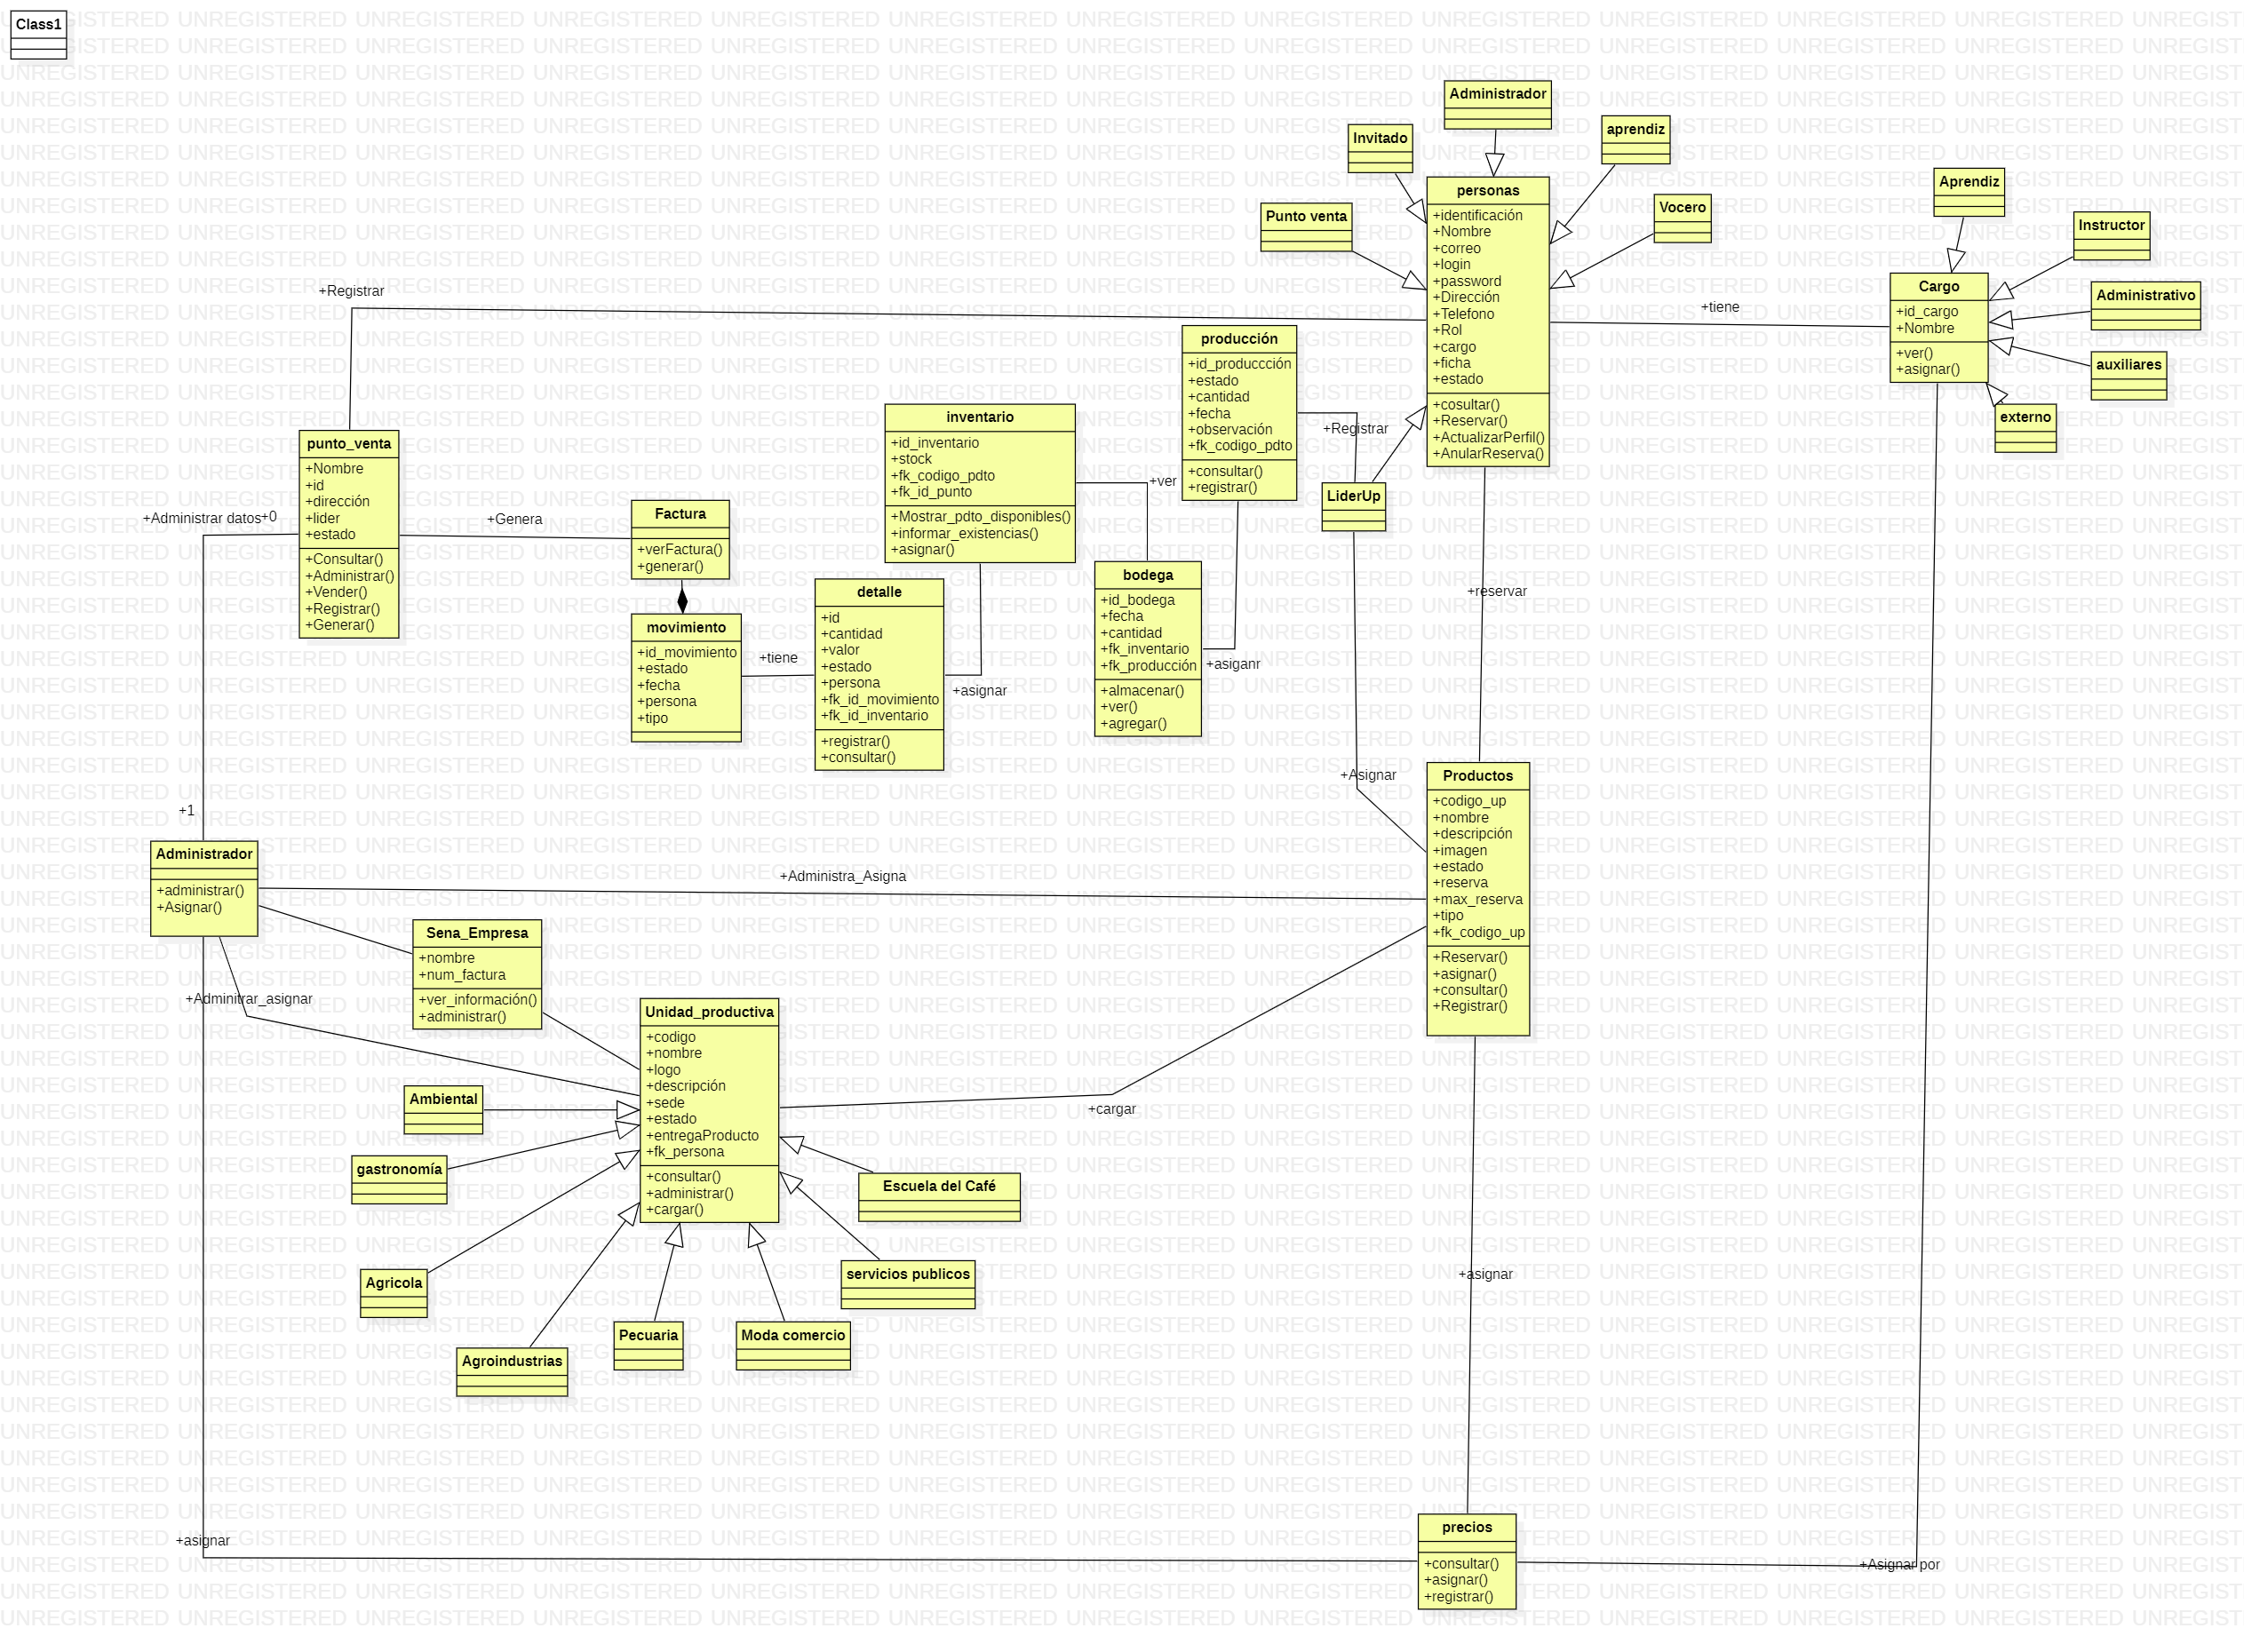 Class1
Administrador
Invitado
aprendiz
Punto venta
Vocero
personas
+identificación
+Nombre
+correo
+login
+password
+Dirección
+Telefono
+Rol
+cargo
+ficha
+estado
+cosultar()
+Reservar()
+ActualizarPerfil()
+AnularReserva()
Aprendiz
Instructor
Administrativo
auxiliares
externo
Cargo
+id_cargo
+Nombre
+ver()
+asignar()
+tiene
+Registrar
producción
+id_produccción
+estado
+cantidad
+fecha
+observación
+fk_codigo_pdto
+consultar()
+registrar()
+Registrar
LiderUp
inventario
+id_inventario
+stock
+fk_codigo_pdto
+fk_id_punto
+Mostrar_pdto_disponibles()
+informar_existencias()
+asignar()
+ver
punto_venta
+Nombre
+id
+dirección
+lider
+estado
+Consultar()
+Administrar()
+Vender()
+Registrar()
+Generar()
+Administrar datos
+0
+Genera
Factura
+verFactura()
+generar()
movimiento
+id_movimiento
+estado
+fecha
+persona
+tipo
+tiene
detalle
+id
+cantidad
+valor
+estado
+persona
+fk_id_movimiento
+fk_id_inventario
+registrar()
+consultar()
+asignar
bodega
+id_bodega
+fecha
+cantidad
+fk_inventario
+fk_producción
+almacenar()
+ver()
+agregar()
+asiganr
+reservar
+Asignar
Productos
+codigo_up
+nombre
+descripción
+imagen
+estado
+reserva
+max_reserva
+tipo
+fk_codigo_up
+Reservar()
+asignar()
+consultar()
+Registrar()
+1
Administrador
+administrar()
+Asignar()
+Administra_Asigna
Sena_Empresa
+nombre
+num_factura
+ver_información()
+administrar()
+Adminitrar_asignar
Unidad_productiva
+codigo
+nombre
+logo
+descripción
+sede
+estado
+entregaProducto
+fk_persona
+consultar()
+administrar()
+cargar()
+cargar
Ambiental
gastronomía
Agricola
Agroindustrias
Pecuaria
Moda comercio
servicios publicos
Escuela del Café
+asignar
+asignar
precios
+consultar()
+asignar()
+registrar()
+Asignar por
UNREGISTERED